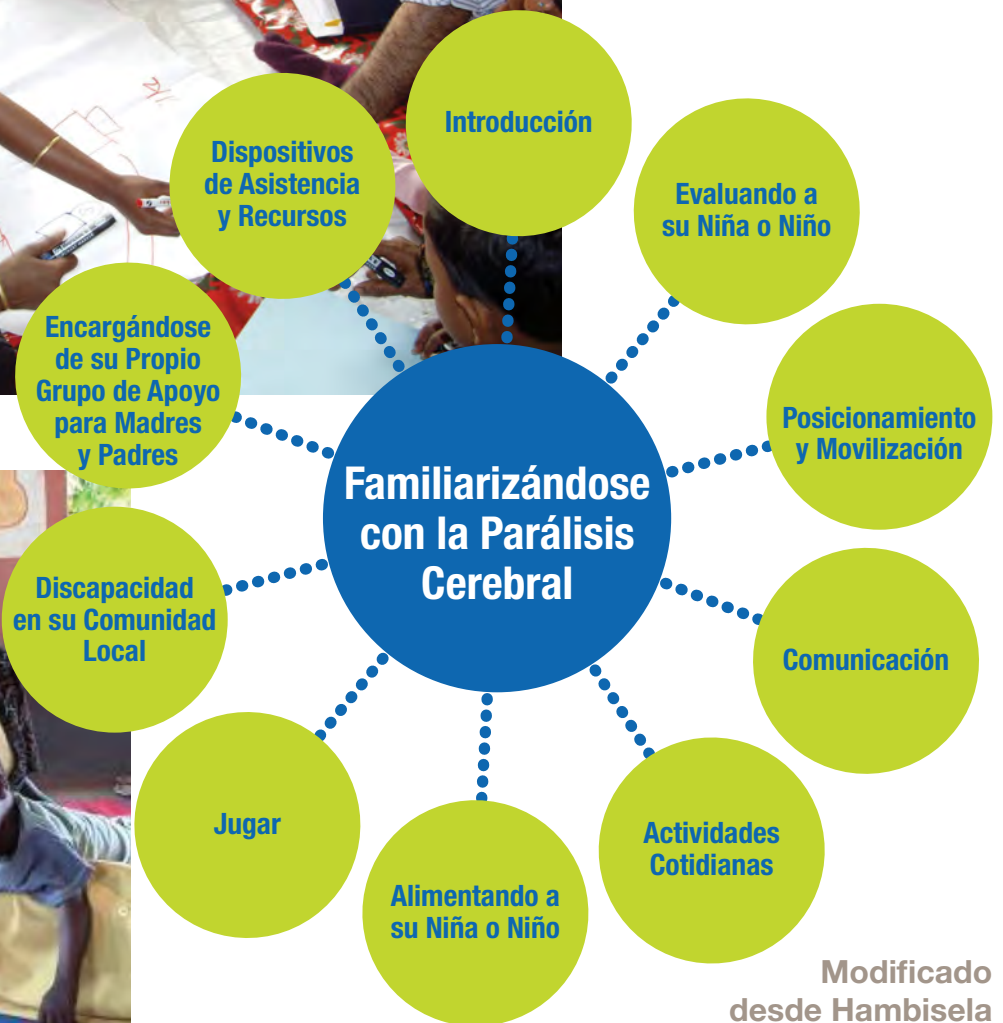 Introducción
Evaluando a
su Niña o Niño
Posicionamiento
y Movilización
Comunicación
Actividades
Cotidianas
Alimentando a
su Niña o Niño
Jugar
Discapacidad
en su Comunidad
Local
Encargándose
de su Propio
Grupo de Apoyo
para Madres
y Padres
Dispositivos
de Asistencia
y Recursos
Familiarizándose
con la Parálisis
Cerebral
Modificado
desde Hambisela